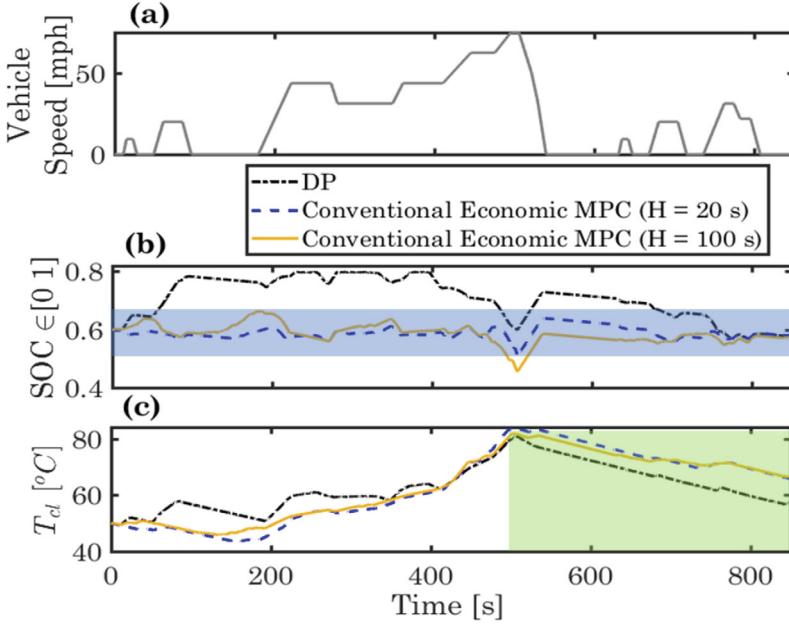 (a)
Vehicle
Speed [mph]
50
0
DP
Conventional Economic MPC (H = 20 s)
Conventional Economic MPC (H = 100 s)
(b)
SOC ∈[0 1]
0.8
0.6
0.4
(c)
T_cl [°C]
80
60
40
0 200 400 600 800
Time [s]